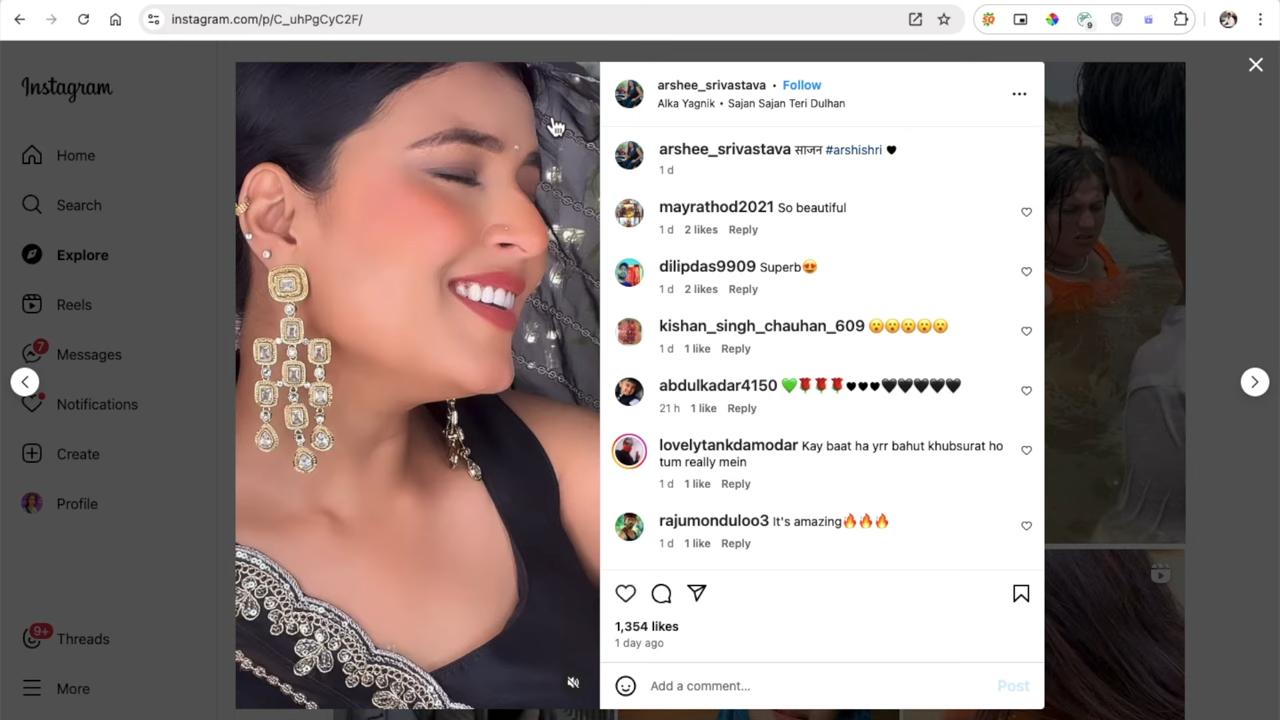 instagram.com/p/C_uhPgCyC2F/
9
Instagram
Home
Search
Explore
Reels
7
Messages
Notifications
Create
Profile
9+
Threads
More
arshee_srivastava • Follow
Alka Yagnik • Sajan Sajan Teri Dulhan
arshee_srivastava साजन #arshishri 🖤
1 d
mayrathod2021 So beautiful
1 d 2 likes Reply
dilipdas9909 Superb😍
1 d 2 likes Reply
kishan_singh_chauhan_609 😮😮😮😮😮
1 d 1 like Reply
abdulkadar4150 💚🌹🌹🌹♥♥♥🖤🖤🖤🖤🖤
21 h 1 like Reply
lovelytankdamodar Kay baat ha yrr bahut khubsurat ho
tum really mein
1 d 1 like Reply
rajumonduloo3 It's amazing🔥🔥🔥
1 d 1 like Reply
1,354 likes
1 day ago
Add a comment...
Post